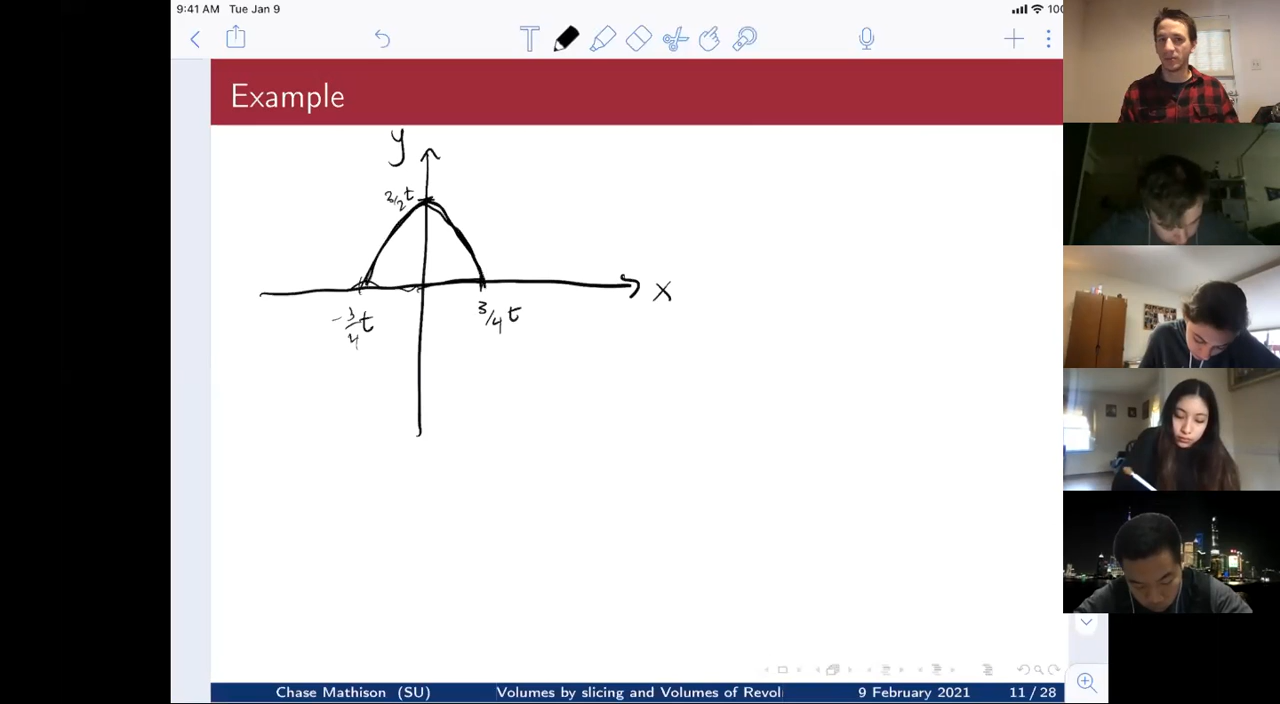 9:41 AM Tue Jan 9
100
Example
y
3/2 t
x
-3/4 t
3/4 t
Chase Mathison (SU)
Volumes by slicing and Volumes of Revol
9 February 2021
11 / 28